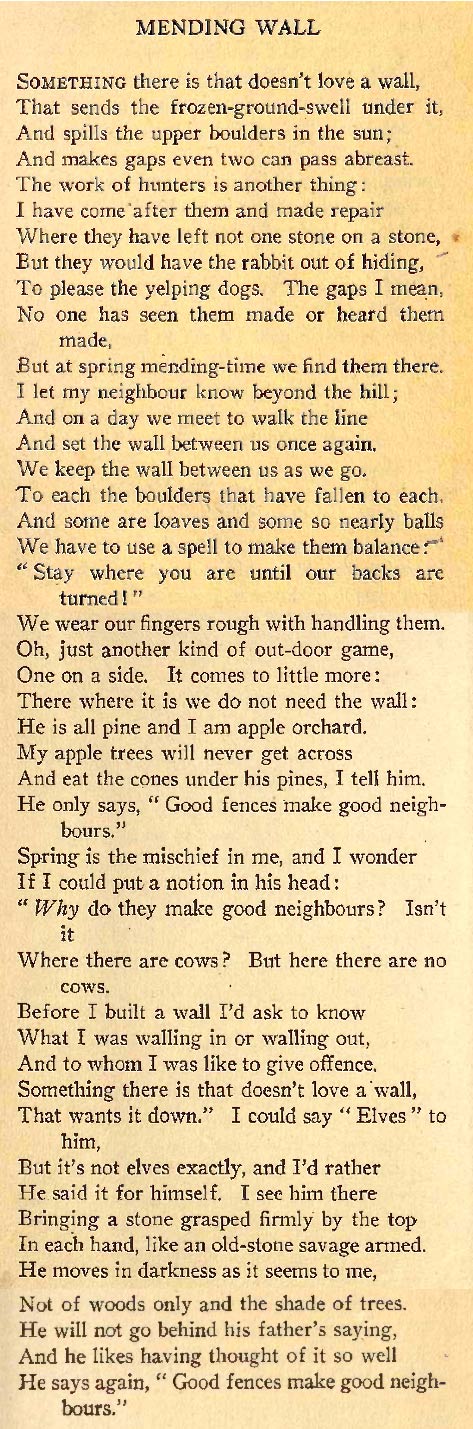 MENDING WALL
SOMETHING there is that doesn't love a wall,
That sends the frozen-ground-swell under it,
And spills the upper boulders in the sun;
And makes gaps even two can pass abreast.
The work of hunters is another thing:
I have come after them and made repair
Where they have left not one stone on a stone,
But they would have the rabbit out of hiding,
To please the yelping dogs. The gaps I mean,
No one has seen them made or heard them
made,
But at spring mending-time we find them there.
I let my neighbour know beyond the hill;
And on a day we meet to walk the line
And set the wall between us once again.
We keep the wall between us as we go.
To each the boulders that have fallen to each.
And some are loaves and some so nearly balls
We have to use a spell to make them balance:
“Stay where you are until our backs are
turned!”
We wear our fingers rough with handling them.
Oh, just another kind of out-door game,
One on a side. It comes to little more:
There where it is we do not need the wall:
He is all pine and I am apple orchard.
My apple trees will never get across
And eat the cones under his pines, I tell him.
He only says, “Good fences make good neigh-
bours.”
Spring is the mischief in me, and I wonder
If I could put a notion in his head:
“Why do they make good neighbours? Isn't
it
Where there are cows? But here there are no
cows.
Before I built a wall I'd ask to know
What I was walling in or walling out,
And to whom I was like to give offence.
Something there is that doesn't love a wall,
That wants it down.” I could say “Elves” to
him,
But it's not elves exactly, and I'd rather
He said it for himself. I see him there
Bringing a stone grasped firmly by the top
In each hand, like an old-stone savage armed.
He moves in darkness as it seems to me,
Not of woods only and the shade of trees.
He will not go behind his father's saying,
And he likes having thought of it so well
He says again, “Good fences make good neigh-
bours.”